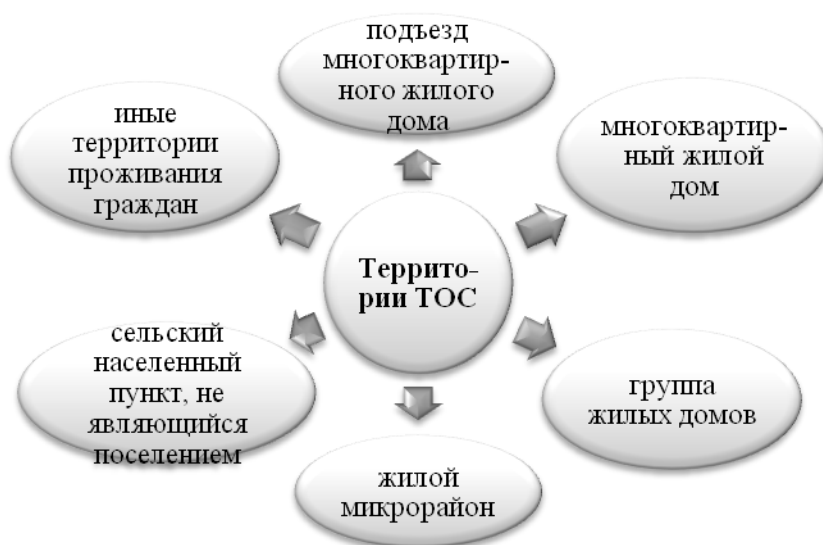 подъезд
многоквартир-
ного жилого
дома
иные
территории
проживания
граждан
многоквартир-
ный жилой
дом
Террито-
рии ТОС
сельский
населенный
пункт, не
являющийся
поселением
группа
жилых домов
жилой
микрорайон